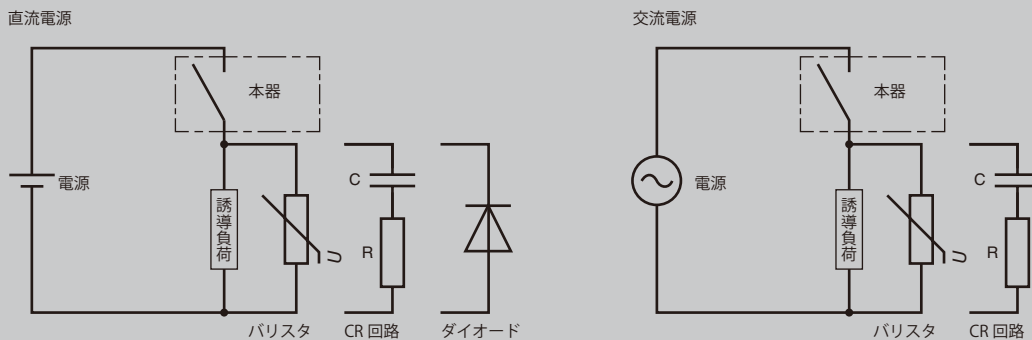 直流電源
本器
電源
誘導負荷
U
バリスタ
C
R
CR 回路
ダイオード
交流電源
本器
電源
誘導負荷
U
バリスタ
C
R
CR 回路